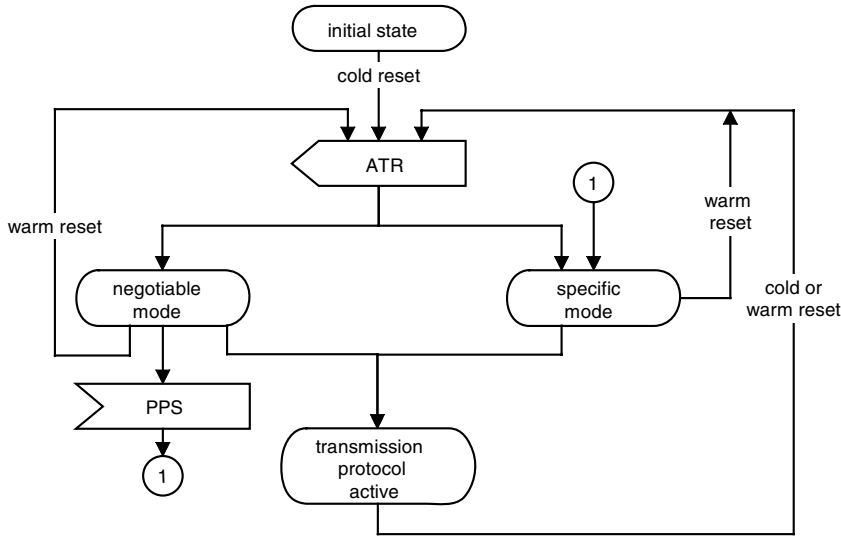 initial state
cold reset
ATR
1
warm reset
warm
reset
negotiable
mode
specific
mode
cold or
warm reset
PPS
transmission
protocol
active
1